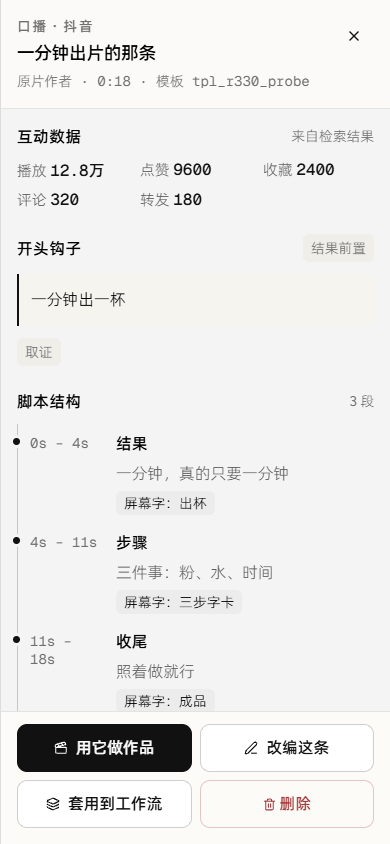 口播 · 抖音
一分钟出片的那条
原片作者 · 0:18 · 模板 tpl_r330_probe
互动数据 来自检索结果
播放 12.8万 点赞 9600 收藏 2400
评论 320 转发 180
开头钩子 结果前置
一分钟出一杯
取证
脚本结构 3 段
0s – 4s 结果
一分钟，真的只要一分钟
屏幕字：出杯
4s – 11s 步骤
三件事：粉、水、时间
屏幕字：三步字卡
11s – 18s 收尾
照着做就行
屏幕字：成品
用它做作品 改编这条
套用到工作流 删除